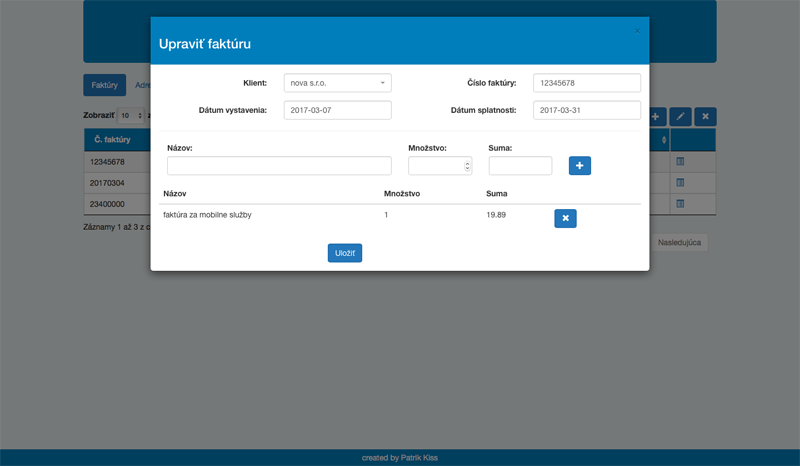 ×
Upraviť faktúru
Klient: nova s.r.o. Číslo faktúry: 12345678
Dátum vystavenia: 2017-03-07 Dátum splatnosti: 2017-03-31
Názov: Množstvo: Suma:
Názov Množstvo Suma
faktúra za mobilne služby 1 19.89
Uložiť
Faktúry
Zobraziť 10
Č. faktúry
12345678
20170304
23400000
Záznamy 1 až 3 z
Nasledujúca
created by Patrik Kiss